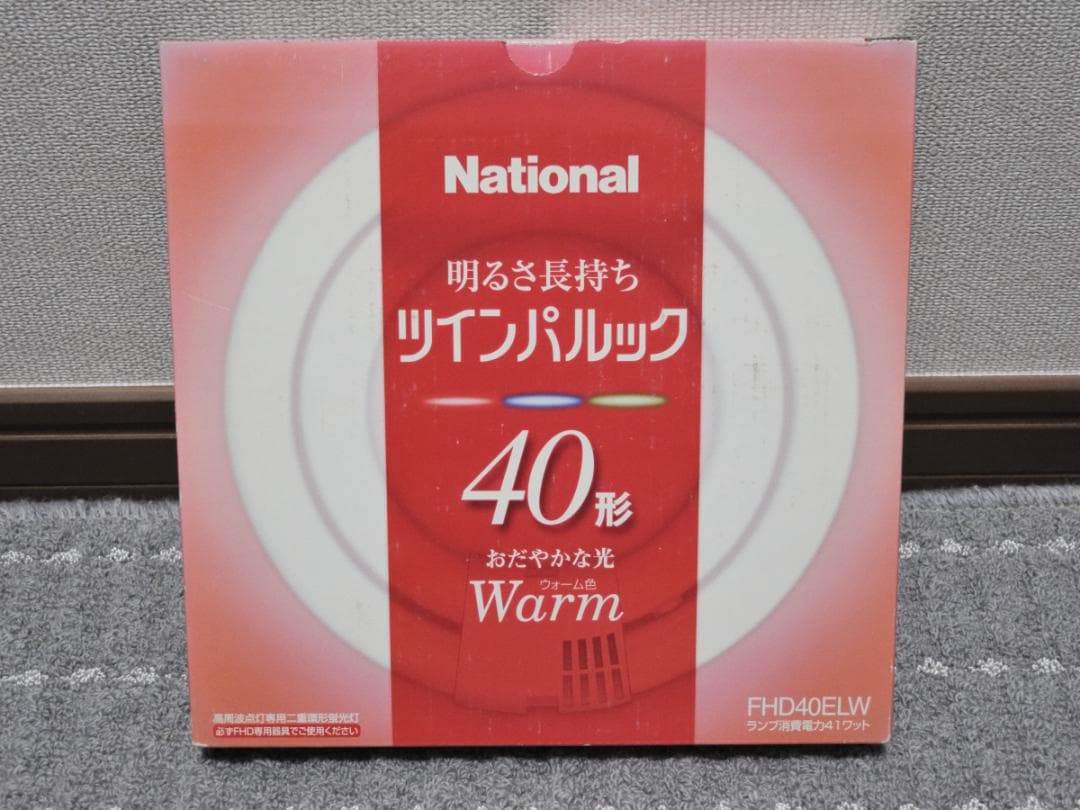 National
明るさ長持ち
ツインパルック
40形
おだやかな光
ウォーム色
Warm
FHD40ELW
ランプ消費電力41ワット
高周波点灯専用二重環形蛍光灯
必ずFHD専用器具でご使用ください